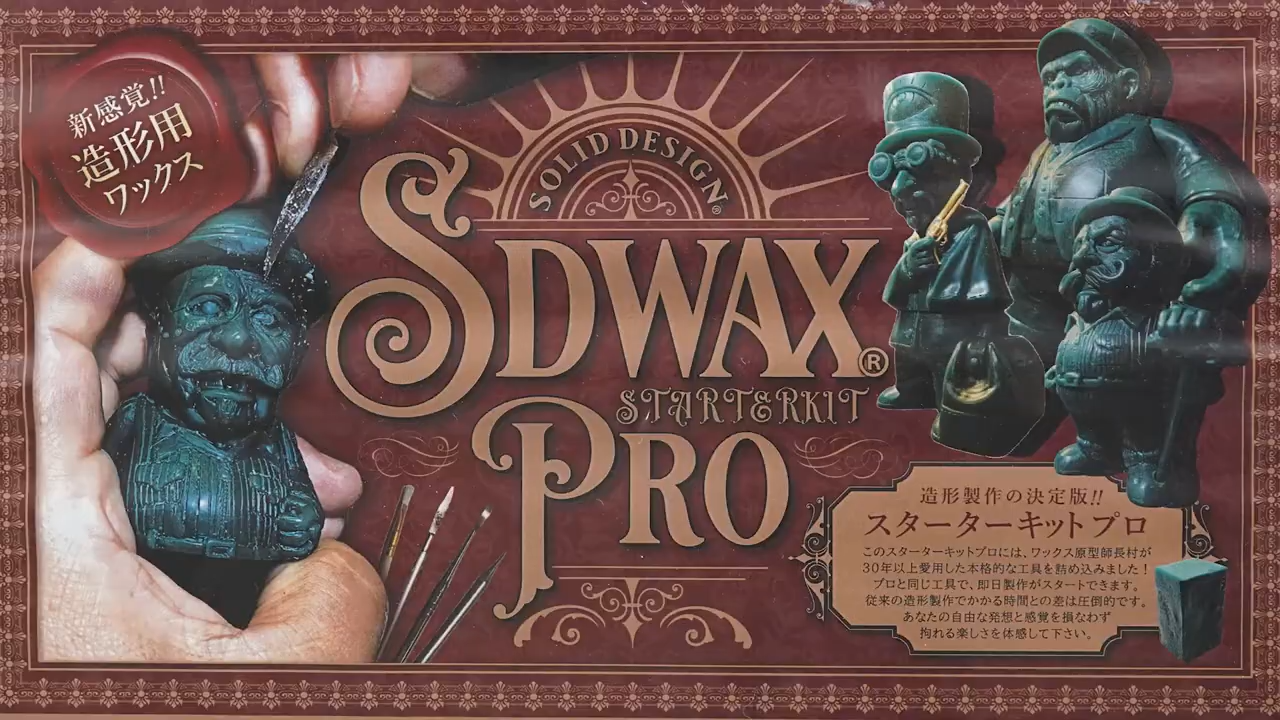 新感覚!!
造形用
ワックス
SOLID DESIGN®
SDWAX®
STARTERKIT
PRO
造形製作の決定版!!
スターターキットプロ
このスターターキットプロには、ワックス原型師長村が
30年以上愛用した本格的な工具を詰め込みました!
プロと同じ工具で、即日製作がスタートできます。
従来の造形製作でかかる時間との差は圧倒的です。
あなたの自由な発想と感覚を損なわず
拘れる楽しさを体感して下さい。